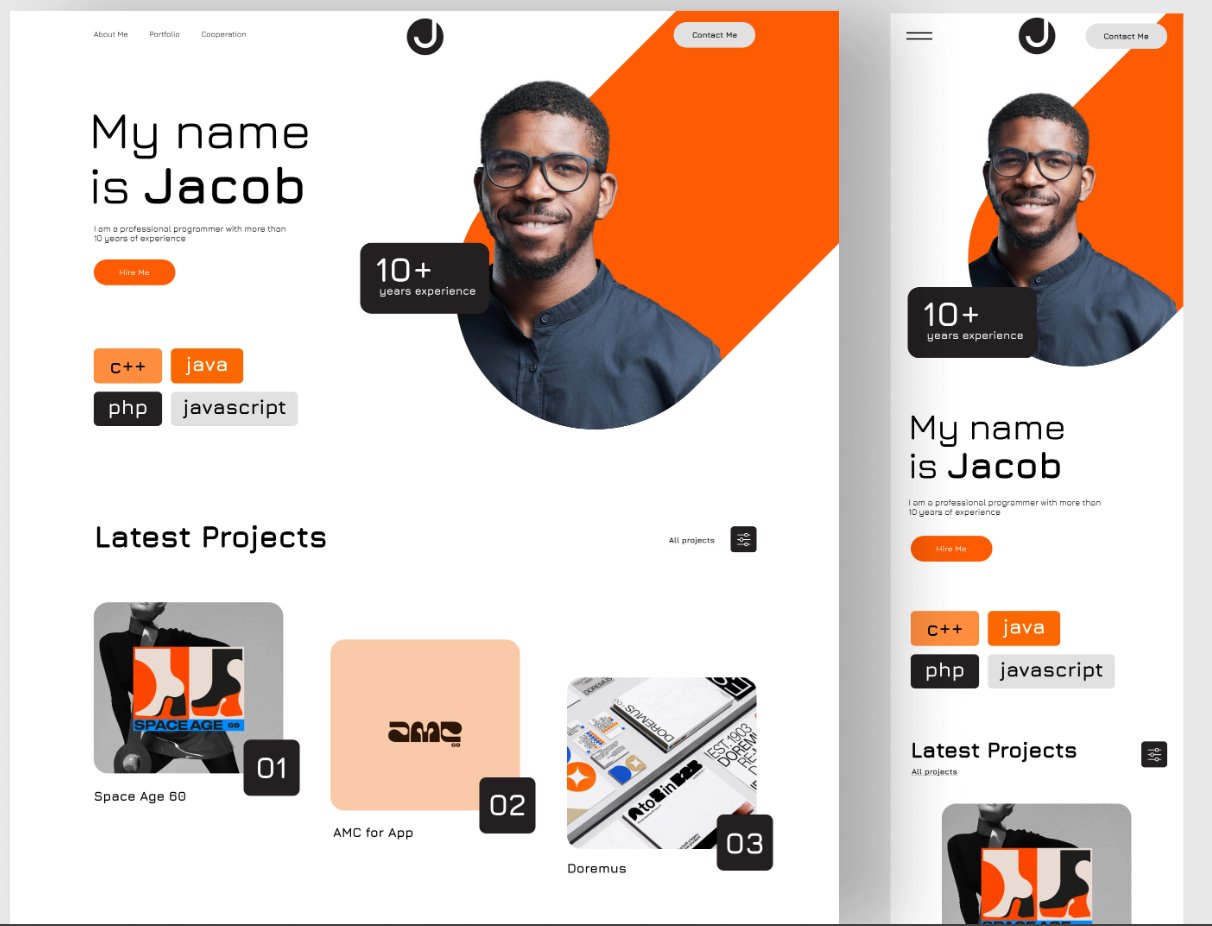 About Me Portfolio Cooperation
J
Contact Me
My name
is Jacob
I am a professional programmer with more than
10 years of experience
Hire Me
10+
years experience
c++ java
php javascript
Latest Projects
All projects
SPACE AGE 60
01
Space Age 60
AMC
60
02
AMC for App
DOREMUS
DOREMUS
EST.1903
AtoZinB2B
03
Doremus
J
Contact Me
10+
years experience
My name
is Jacob
I am a professional programmer with more than
10 years of experience
Hire Me
c++ java
php javascript
Latest Projects
All projects